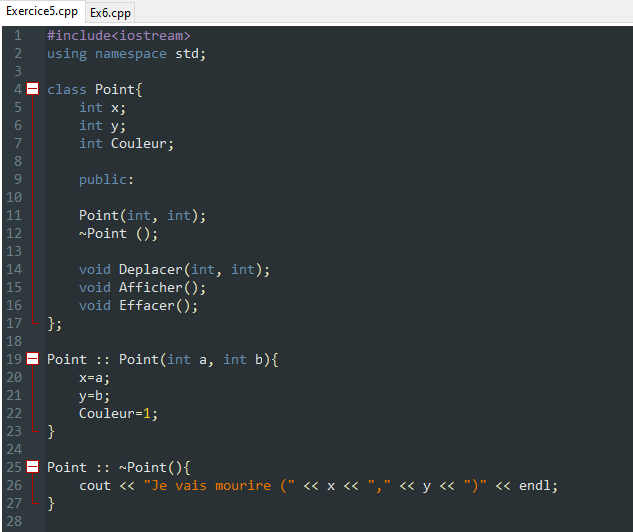 Exercice5.cpp Ex6.cpp
1 #include<iostream>
2 using namespace std;
3
4 class Point{
5 int x;
6 int y;
7 int Couleur;
8
9 public:
10
11 Point(int, int);
12 ~Point ();
13
14 void Deplacer(int, int);
15 void Afficher();
16 void Effacer();
17 };
18
19 Point :: Point(int a, int b){
20 x=a;
21 y=b;
22 Couleur=1;
23 }
24
25 Point :: ~Point(){
26 cout << "Je vais mourire (" << x << "," << y << ")" << endl;
27 }
28